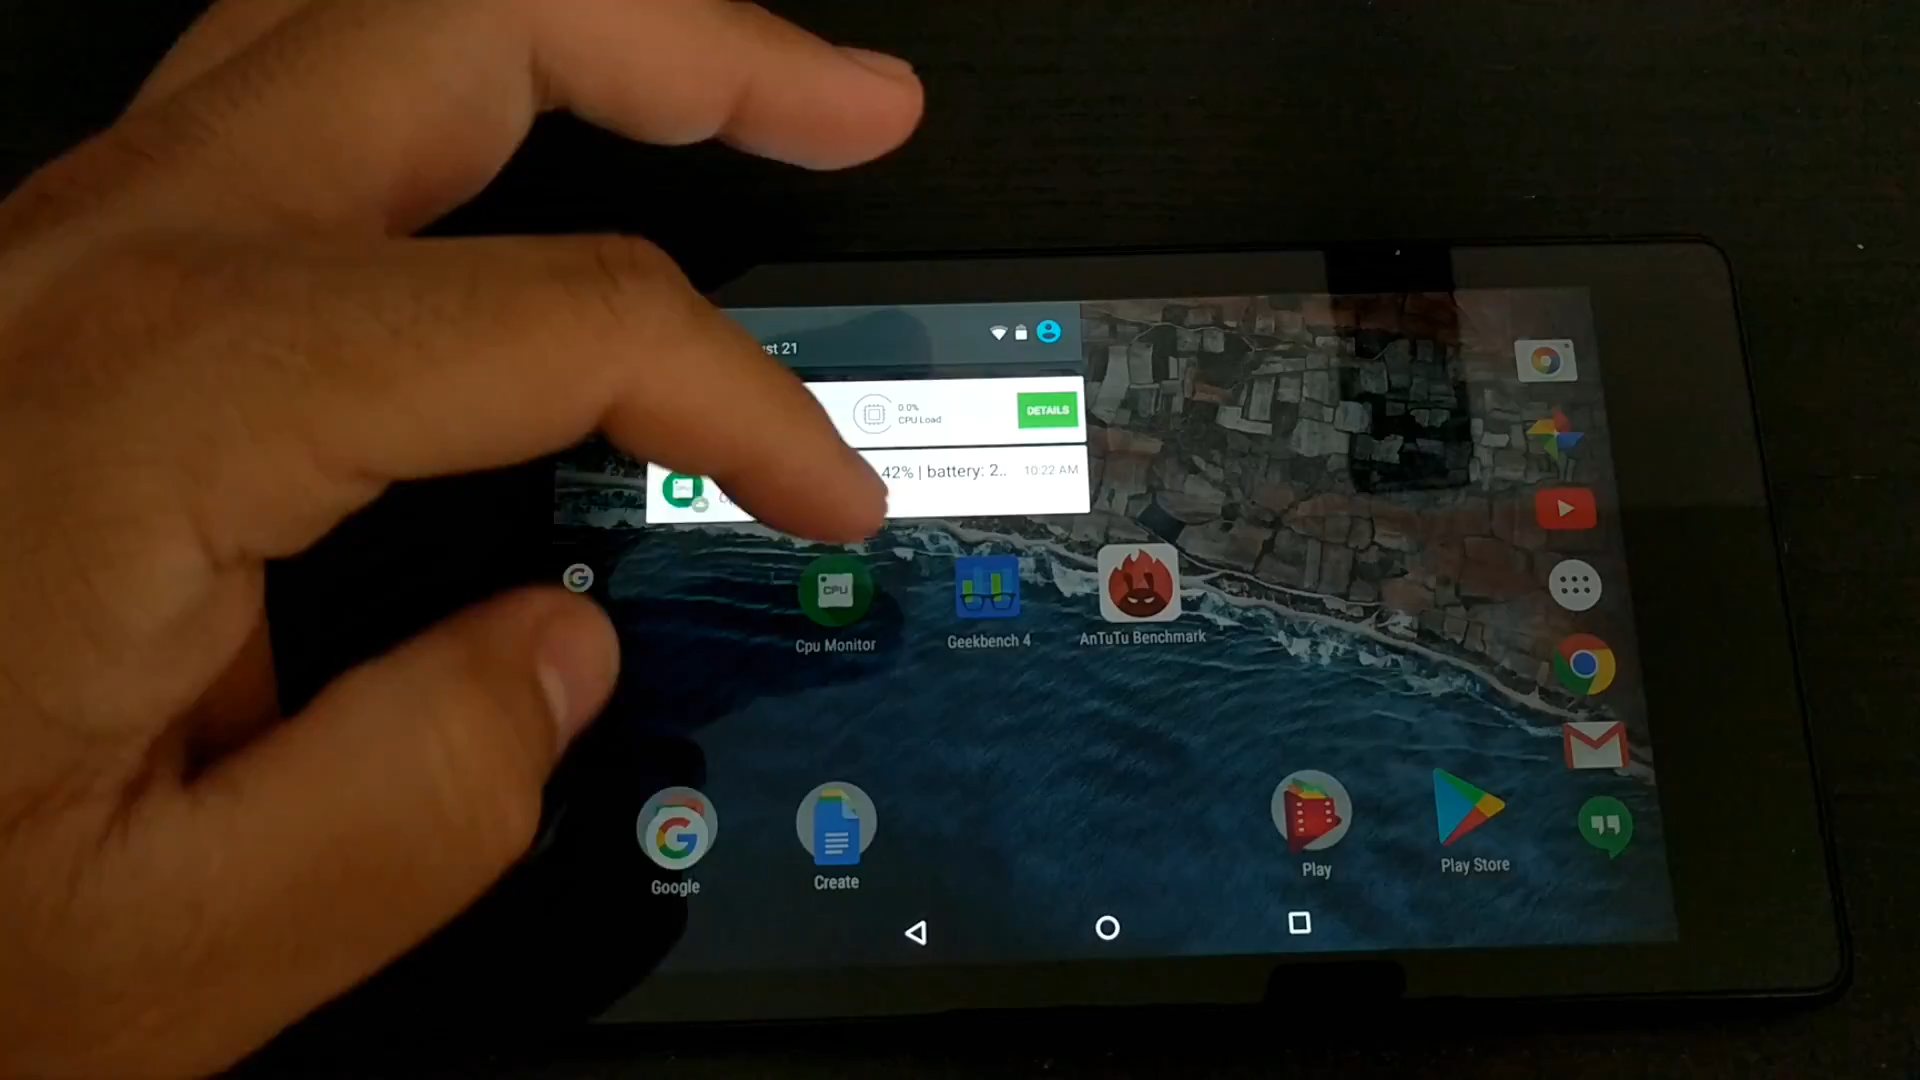 st 21
0.0%
CPU Load
DETAILS
42% | battery: 2..
10:22 AM
CPU
Cpu Monitor
Geekbench 4
AnTuTu Benchmark
Google
Create
Play
Play Store